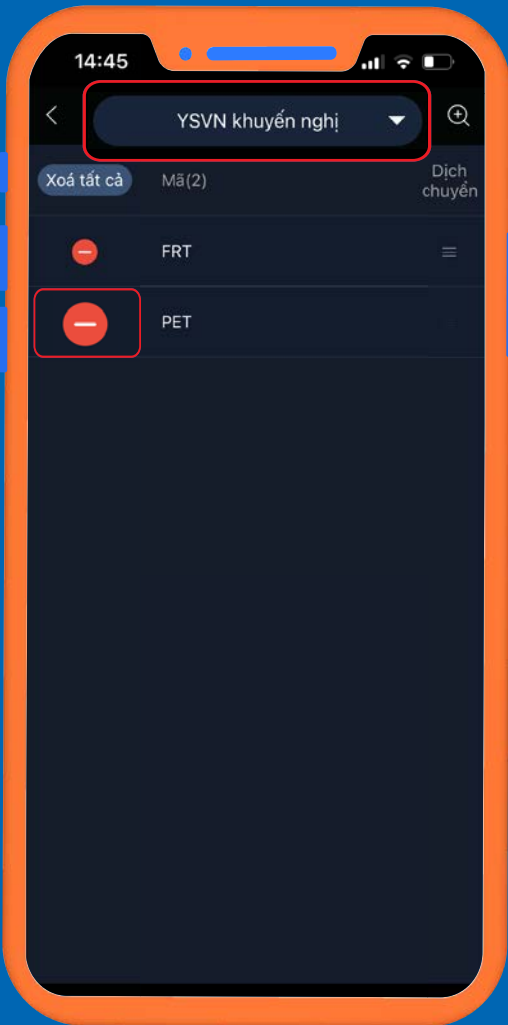 14:45
YSVN khuyến nghị
Xoá tất cả Mã(2) Dịch
chuyển
FRT
PET